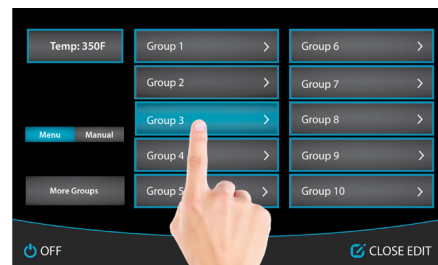 Temp: 350F
Group 1
Group 6
Group 2
Group 7
Group 3
Group 8
Menu
Manual
Group 4
Group 9
More Groups
Group 5
Group 10
OFF
CLOSE EDIT